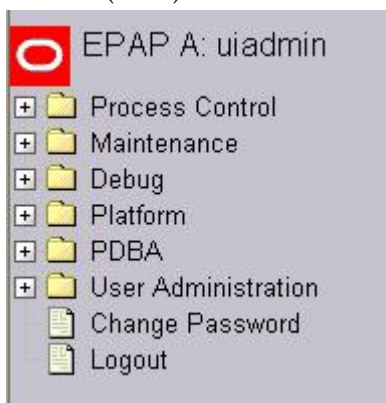 EPAP A: uiadmin
Process Control
Maintenance
Debug
Platform
PDBA
User Administration
Change Password
Logout